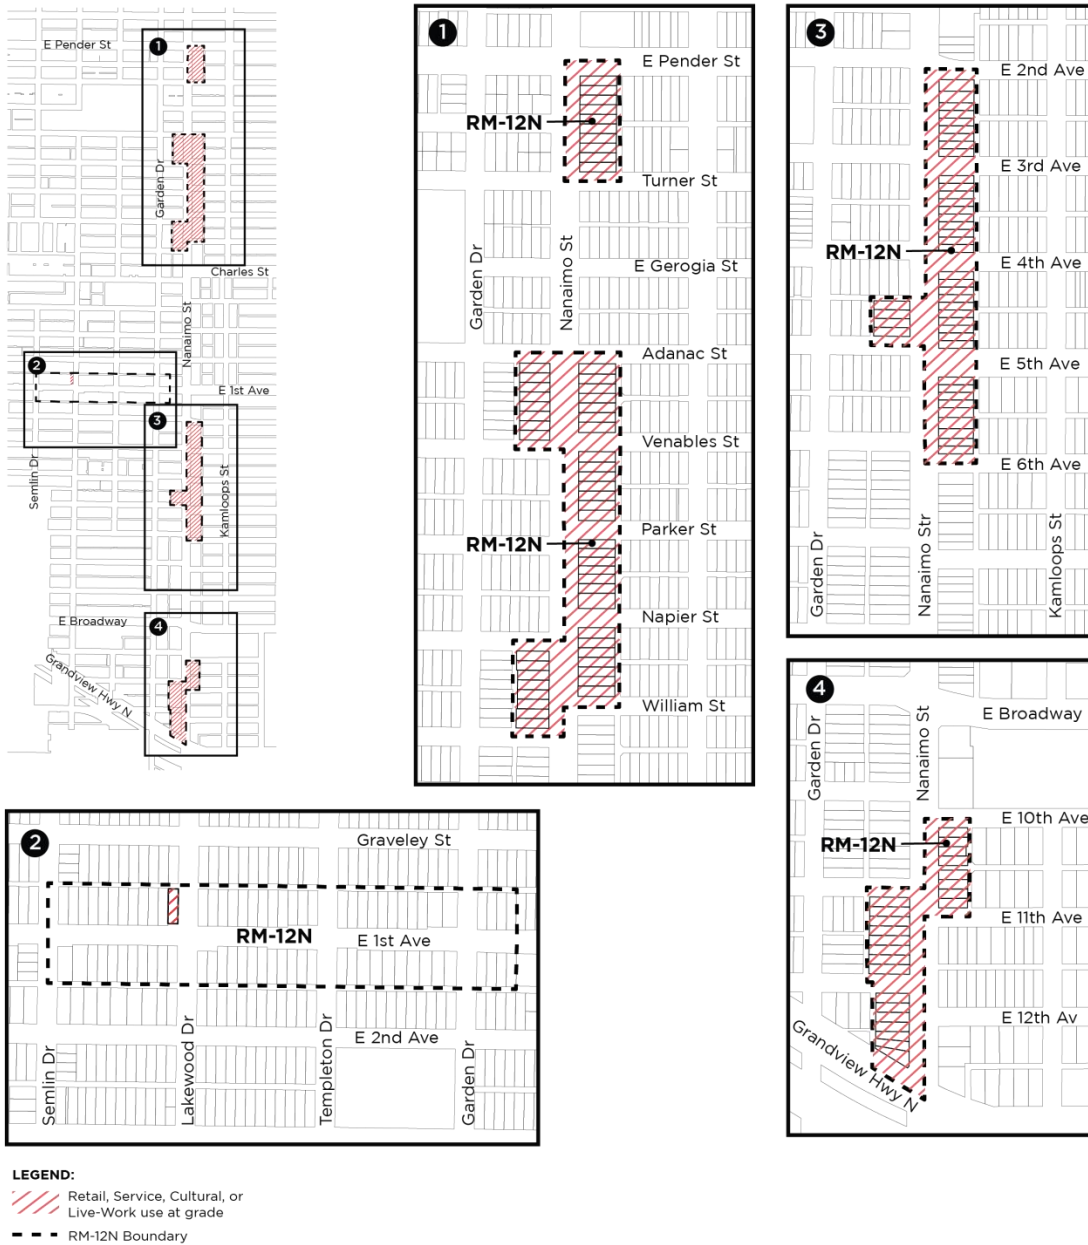 E Pender St
1
Garden Dr
Charles St
Nanaimo St
2
E 1st Ave
3
Semlin Dr
Kamloops St
E Broadway
4
Grandview Hwy N
1
E Pender St
RM-12N
Turner St
Garden Dr
Nanaimo St
E Gerogia St
Adanac St
Venables St
RM-12N
Parker St
Napier St
William St
3
E 2nd Ave
E 3rd Ave
RM-12N
E 4th Ave
E 5th Ave
E 6th Ave
Garden Dr
Nanaimo Str
Kamloops St
4
Garden Dr
Nanaimo St
E Broadway
E 10th Ave
RM-12N
E 11th Ave
E 12th Av
Grandview Hwy N
2
Graveley St
RM-12N
E 1st Ave
E 2nd Ave
Semlin Dr
Lakewood Dr
Templeton Dr
Garden Dr
LEGEND:
Retail, Service, Cultural, or
Live-Work use at grade
RM-12N Boundary